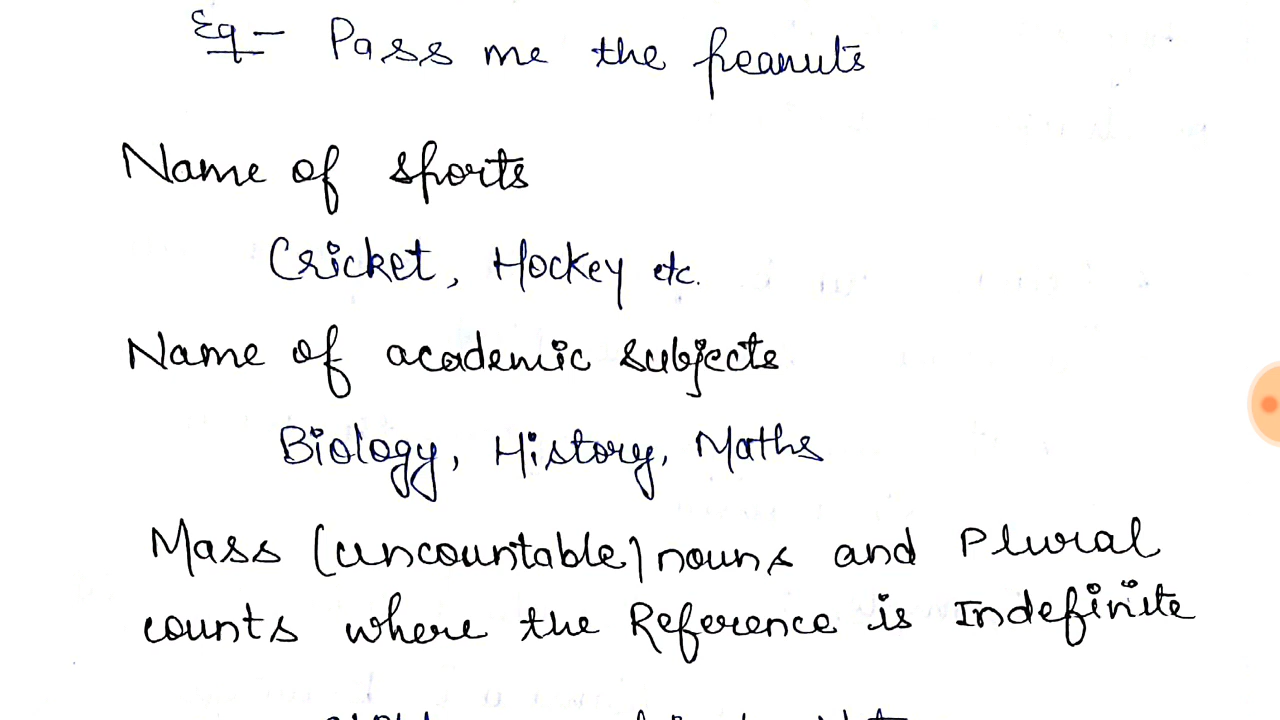 Eg- Pass me the peanuts
Name of sports
Cricket, Hockey etc.
Name of academic subjects
Biology, History, Maths
Mass (uncountable) nouns and Plural
counts where the Reference is Indefinite